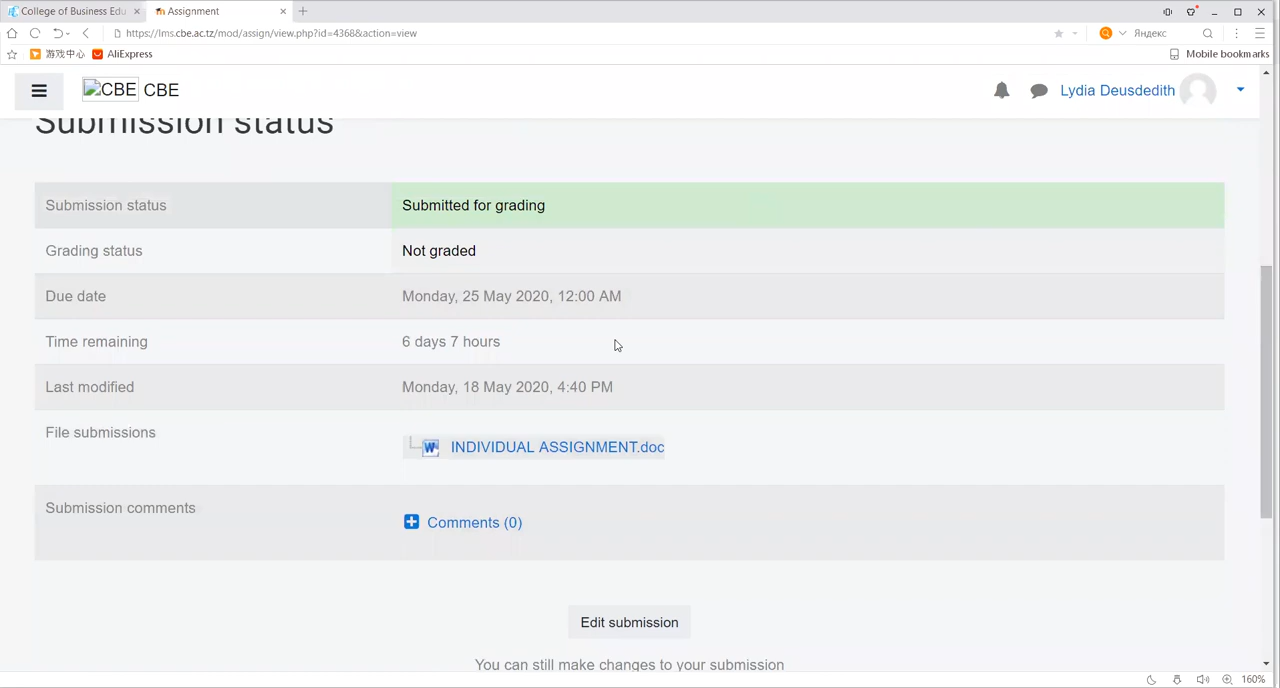 College of Business Edu
Assignment
https://lms.cbe.ac.tz/mod/assign/view.php?id=4368&action=view
Яндекс
游戏中心
AliExpress
Mobile bookmarks
CBE CBE
Lydia Deusdedith
Submission status
Submission status
Submitted for grading
Grading status
Not graded
Due date
Monday, 25 May 2020, 12:00 AM
Time remaining
6 days 7 hours
Last modified
Monday, 18 May 2020, 4:40 PM
File submissions
INDIVIDUAL ASSIGNMENT.doc
Submission comments
Comments (0)
Edit submission
You can still make changes to your submission
160%